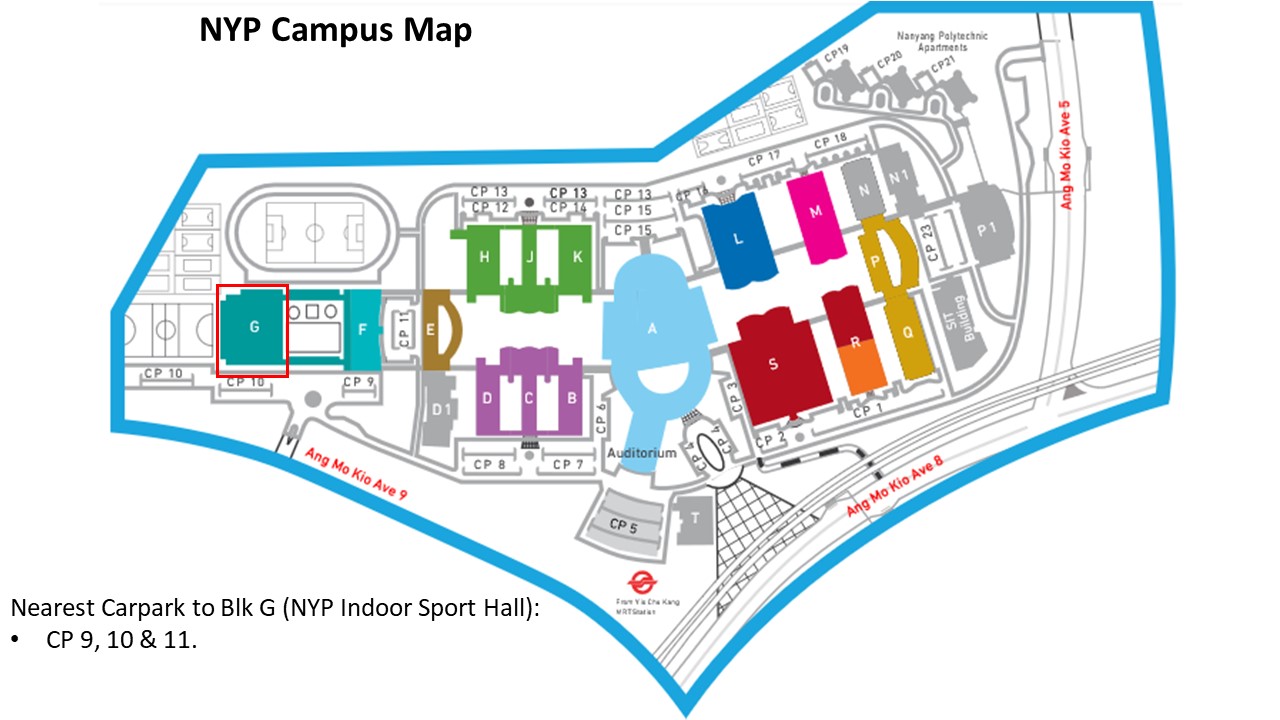 NYP Campus Map
Nanyang Polytechnic
Apartments
CP19
CP20
CP21
Ang Mo Kio Ave 5
CP 18
CP 17
CP 16
CP 13
CP 13
CP 13
CP 12
CP 14
CP 15
CP 15
N
N1
M
L
P1
CP 23
P
H
J
K
SIT
Building
G
F
CP 11
E
A
R
Q
S
CP 10
CP 10
CP 9
D1
D
C
B
CP 6
CP 3
CP 1
CP 2
CP 4
CP 4
Auditorium
CP 8
CP 7
Ang Mo Kio Ave 9
Ang Mo Kio Ave 8
CP 5
T
From Yio Chu Kang
MRT Station
Nearest Carpark to Blk G (NYP Indoor Sport Hall):
• CP 9, 10 & 11.